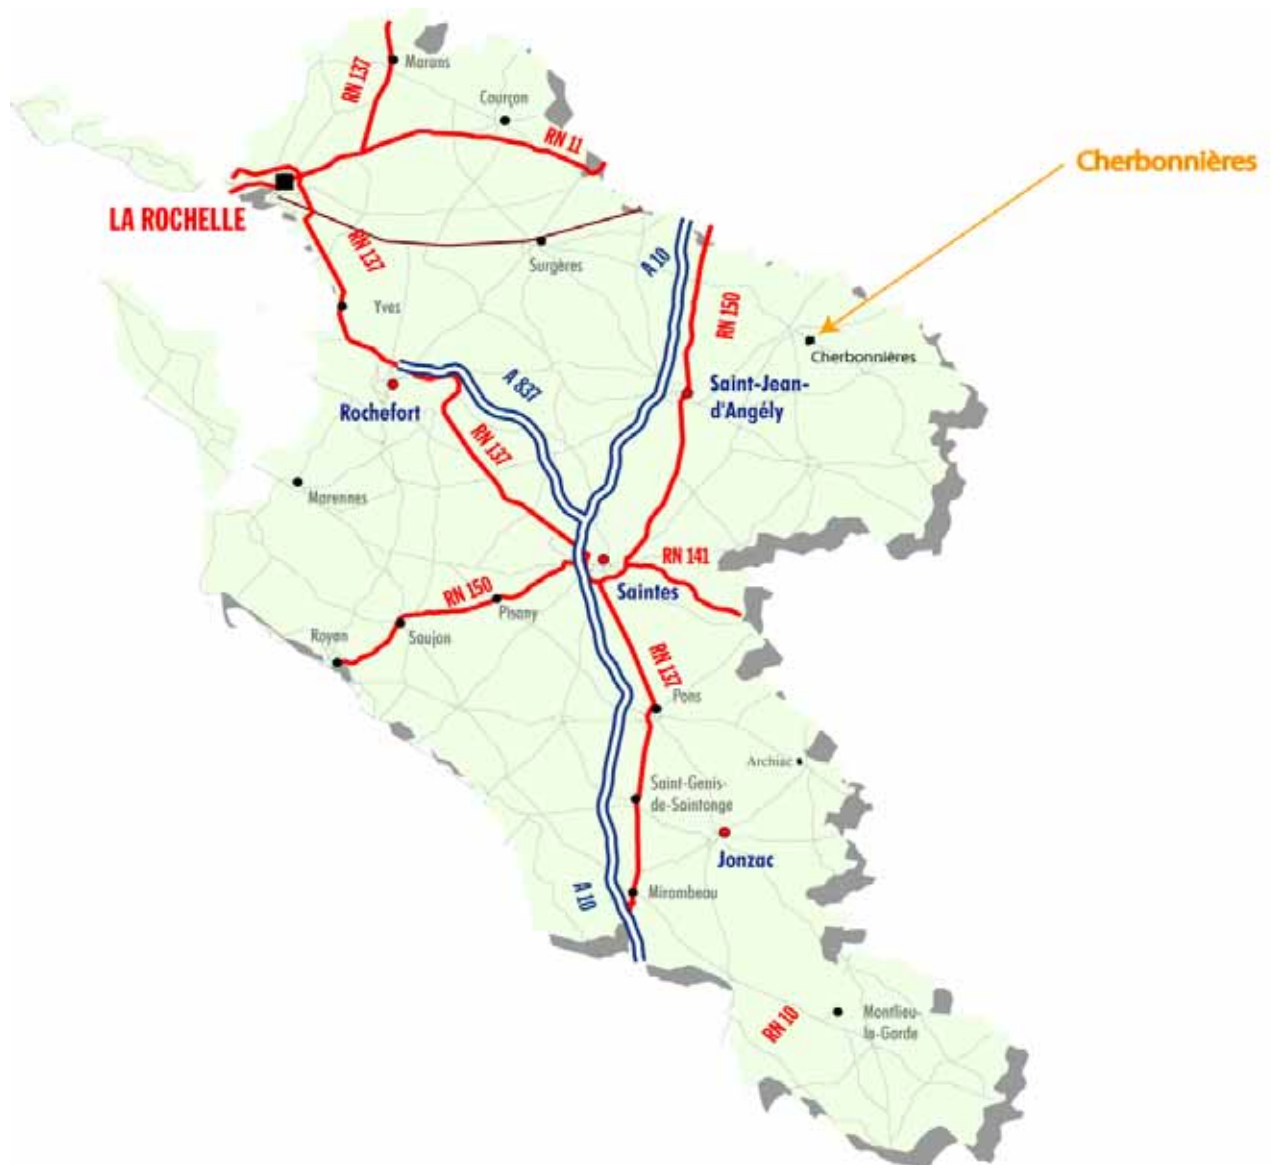 Marans
RN 137
Courçon
RN 11
Cherbonnières
LA ROCHELLE
RN 137
Surgères
A 10
Yves
RN 150
Cherbonnières
A 837
Saint-Jean-
d'Angély
Rochefort
RN 137
Marennes
RN 141
RN 150
Saintes
Pisany
Royan
Saujon
RN 137
Pons
Archiac
Saint-Genis-
de-Saintonge
Jonzac
A 10
Mirambeau
RN 10
Montlieu-
la-Garde